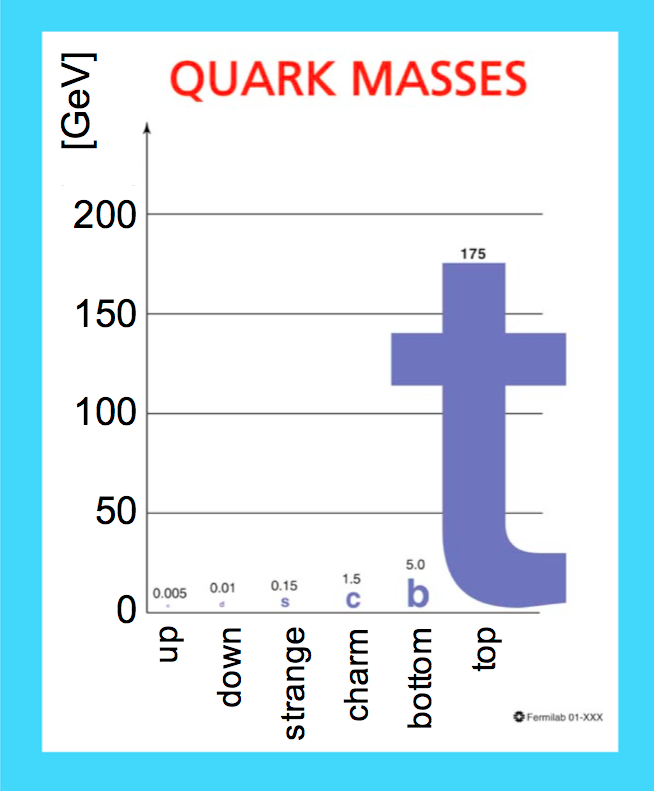 QUARK MASSES
[GeV]
200
175
150
100
50
0
0.005
0.01
0.15
1.5
5.0
d
s
c
b
t
up
down
strange
charm
bottom
top
Fermilab 01-XXX